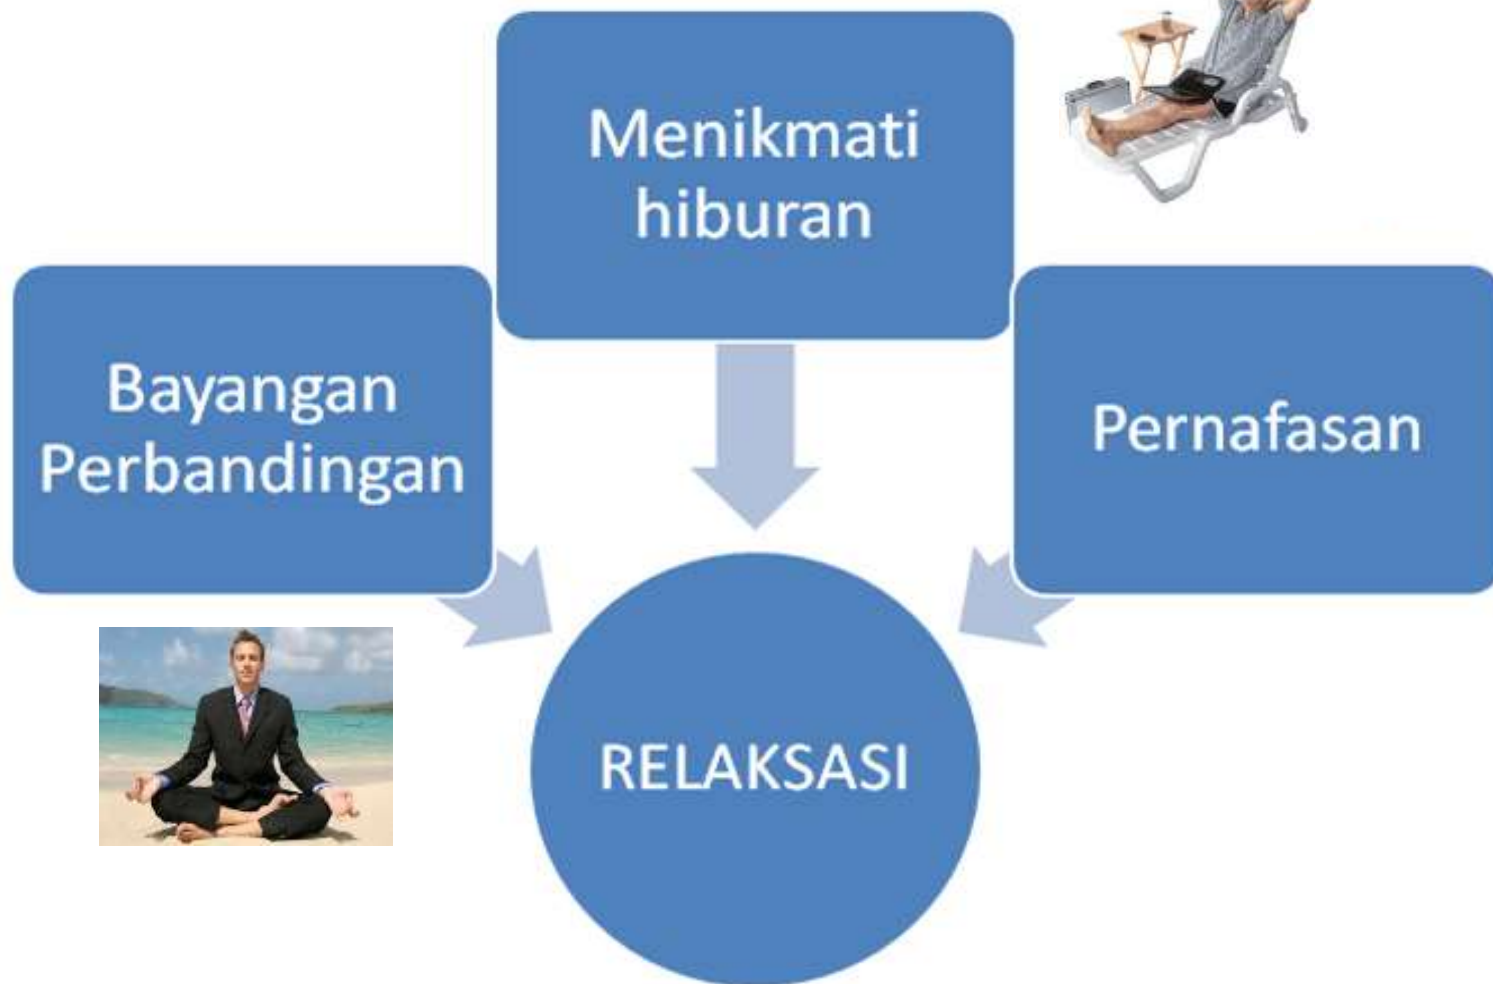 Menikmati
hiburan
Bayangan
Perbandingan
Pernafasan
RELAKSASI